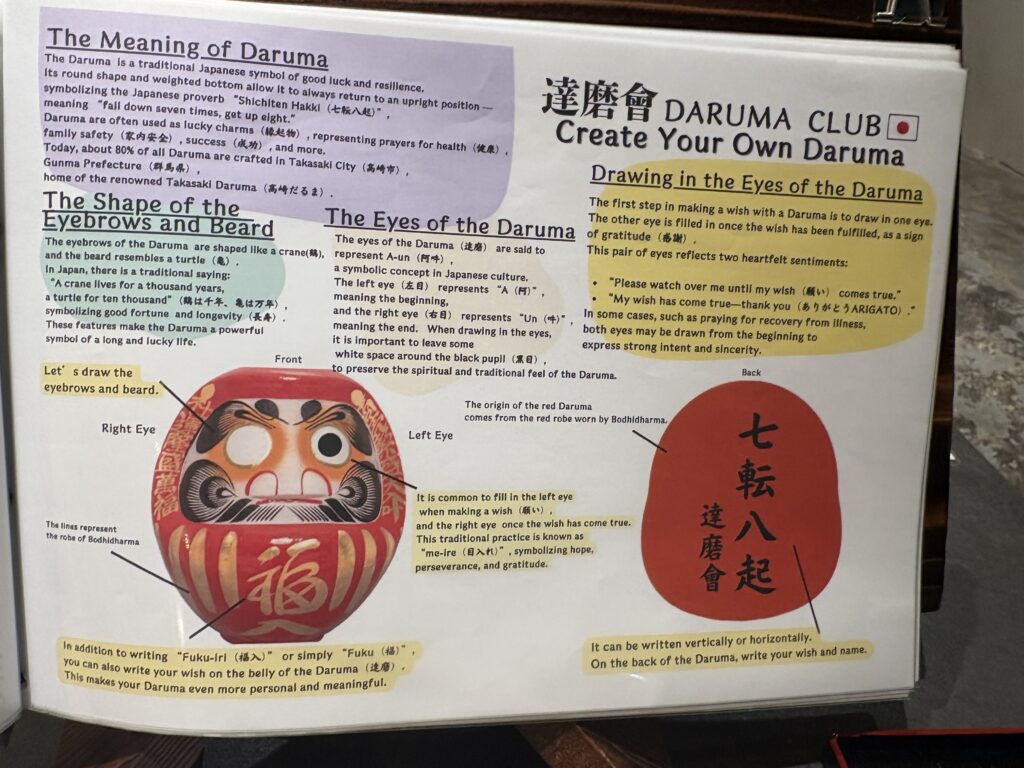 The Meaning of Daruma
The Daruma is a traditional Japanese symbol of good luck and resilience.
Its round shape and weighted bottom allow it to always return to an upright position —
symbolizing the Japanese proverb “Shichiten Hakki (七転八起)”,
meaning “fall down seven times, get up eight.”
Daruma are often used as lucky charms (縁起物), representing prayers for health (健康),
family safety (家内安全), success (成功), and more.
Today, about 80% of all Daruma are crafted in Takasaki City (高崎市),
Gunma Prefecture (群馬県),
home of the renowned Takasaki Daruma (高崎だるま).
達磨會 DARUMA CLUB
Create Your Own Daruma
The Shape of the
Eyebrows and Beard
The eyebrows of the Daruma are shaped like a crane(鶴),
and the beard resembles a turtle (亀).
In Japan, there is a traditional saying:
“A crane lives for a thousand years,
a turtle for ten thousand” (鶴は千年、亀は万年),
symbolizing good fortune and longevity (長寿).
These features make the Daruma a powerful
symbol of a long and lucky life.
The Eyes of the Daruma
The eyes of the Daruma (達磨) are said to
represent A-un (阿吽),
a symbolic concept in Japanese culture.
The left eye (左目) represents “A (阿)”,
meaning the beginning,
and the right eye (右目) represents “Un (吽)”,
meaning the end. When drawing in the eyes,
it is important to leave some
white space around the black pupil (黒目),
to preserve the spiritual and traditional feel of the Daruma.
Drawing in the Eyes of the Daruma
The first step in making a wish with a Daruma is to draw in one eye.
The other eye is filled in once the wish has been fulfilled, as a sign
of gratitude (感謝).
This pair of eyes reflects two heartfelt sentiments:
• “Please watch over me until my wish (願い) comes true.”
• “My wish has come true—thank you (ありがとうARIGATO).”
In some cases, such as praying for recovery from illness,
both eyes may be drawn from the beginning to
express strong intent and sincerity.
Front
Let's draw the
eyebrows and beard.
Right Eye
Left Eye
It is common to fill in the left eye
when making a wish (願い),
and the right eye once the wish has come true.
This traditional practice is known as
“me-ire (目入れ)”, symbolizing hope,
perseverance, and gratitude.
The lines represent
the robe of Bodhidharma
福
In addition to writing “Fuku-iri (福入)” or simply “Fuku (福)”,
you can also write your wish on the belly of the Daruma (達磨).
This makes your Daruma even more personal and meaningful.
Back
The origin of the red Daruma
comes from the red robe worn by Bodhidharma.
七転八起
達磨會
It can be written vertically or horizontally.
On the back of the Daruma, write your wish and name.